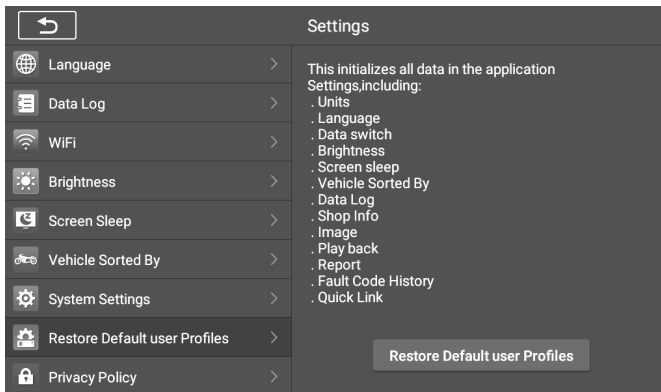 Settings
Language
Data Log
WiFi
Brightness
Screen Sleep
Vehicle Sorted By
System Settings
Restore Default user Profiles
Privacy Policy
This initializes all data in the application
Settings,including:
. Units
. Language
. Data switch
. Brightness
. Screen sleep
. Vehicle Sorted By
. Data Log
. Shop Info
. Image
. Play back
. Report
. Fault Code History
. Quick Link
Restore Default user Profiles